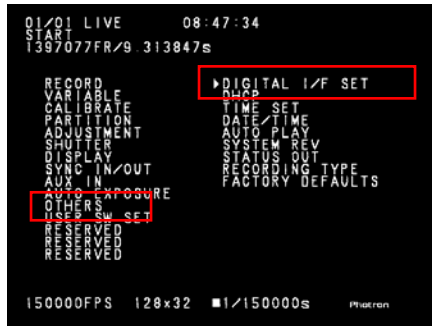 01/01 LIVE 08:47:34
START
1397077FR/9.313847s
RECORD
VARIABLE
CALIBRATE
PARTITION
ADJUSTMENT
SHUTTER
DISPLAY
SYNC IN/OUT
AUX IN
AUTO EXPOSURE
OTHERS
USER SW SET
RESERVED
RESERVED
RESERVED
▶DIGITAL I/F SET
DHCP
TIME SET
DATE/TIME
AUTO PLAY
SYSTEM REV
STATUS OUT
RECORDING TYPE
FACTORY DEFAULTS
150000FPS 128x32 ■1/150000s Photron